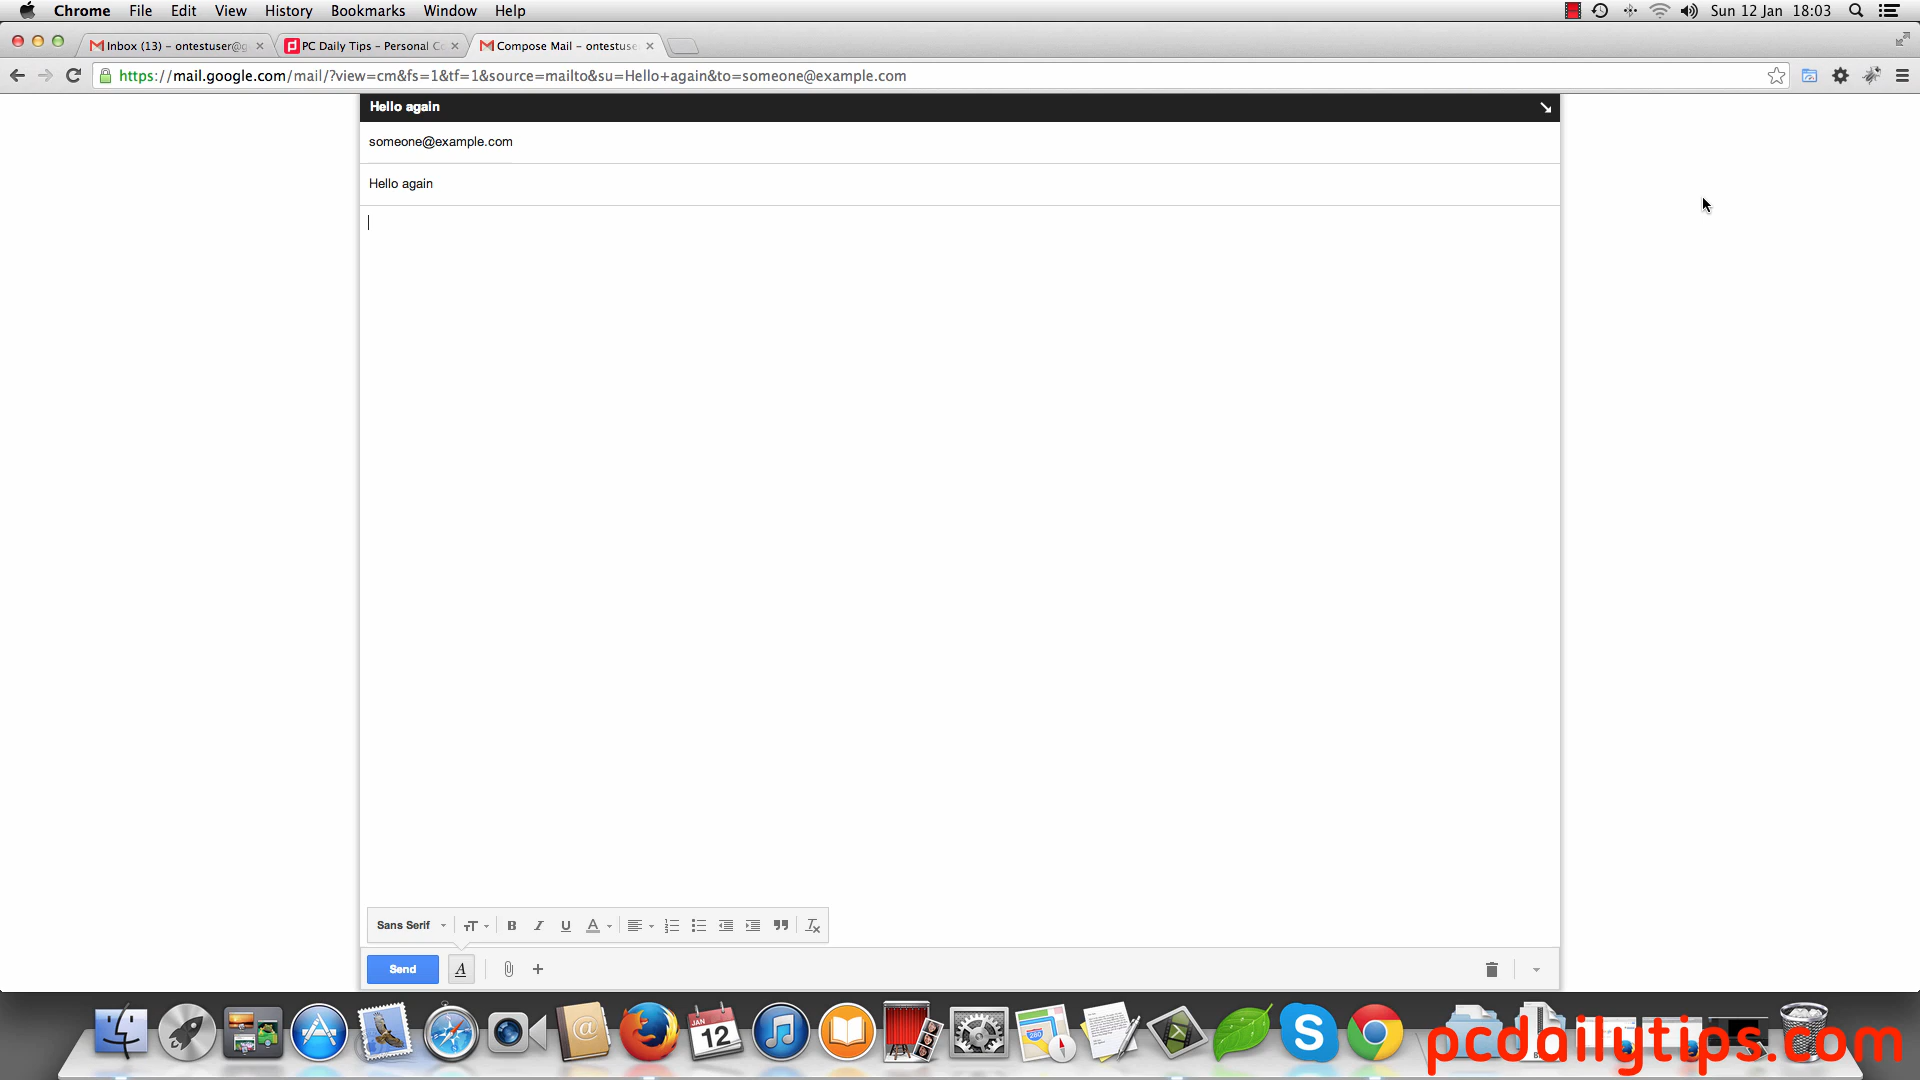 Chrome File Edit View History Bookmarks Window Help Sun 12 Jan 18:03
Inbox (13) – ontestuser@g PC Daily Tips – Personal Co Compose Mail – ontestuse
https://mail.google.com/mail/?view=cm&fs=1&tf=1&source=mailto&su=Hello+again&to=someone@example.com
Hello again
someone@example.com
Hello again
Sans Serif
Send
JAN
12
pcdailytips.com